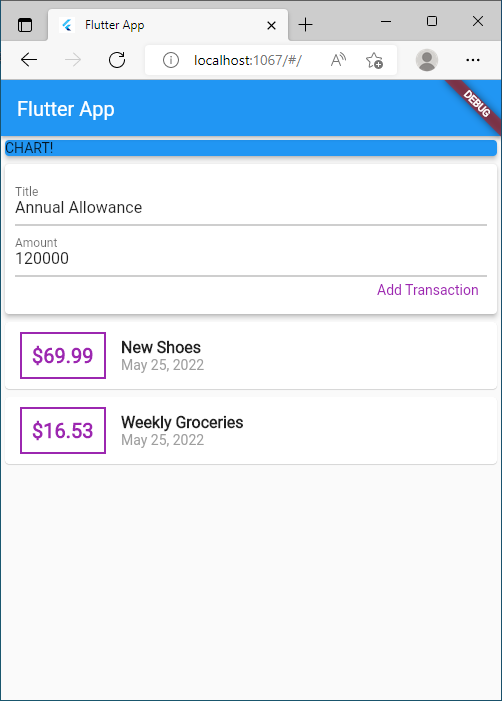 Flutter App
localhost:1067/#/
Flutter App
DEBUG
CHART!
Title
Annual Allowance
Amount
120000
Add Transaction
$69.99
New Shoes
May 25, 2022
$16.53
Weekly Groceries
May 25, 2022